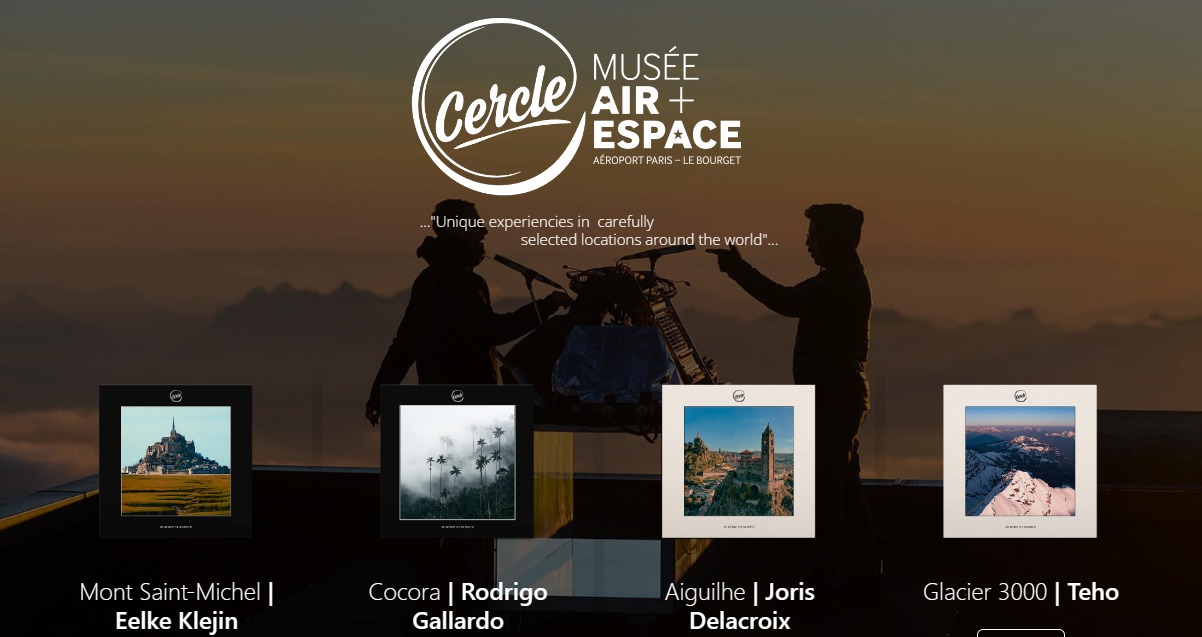 Cercle
MUSÉE
AIR +
ESPACE
AÉROPORT PARIS – LE BOURGET
..."Unique experiencies in carefully
selected locations around the world"...
Mont Saint-Michel |
Eelke Klejin
Cocora | Rodrigo
Gallardo
Aiguilhe | Joris
Delacroix
Glacier 3000 | Teho